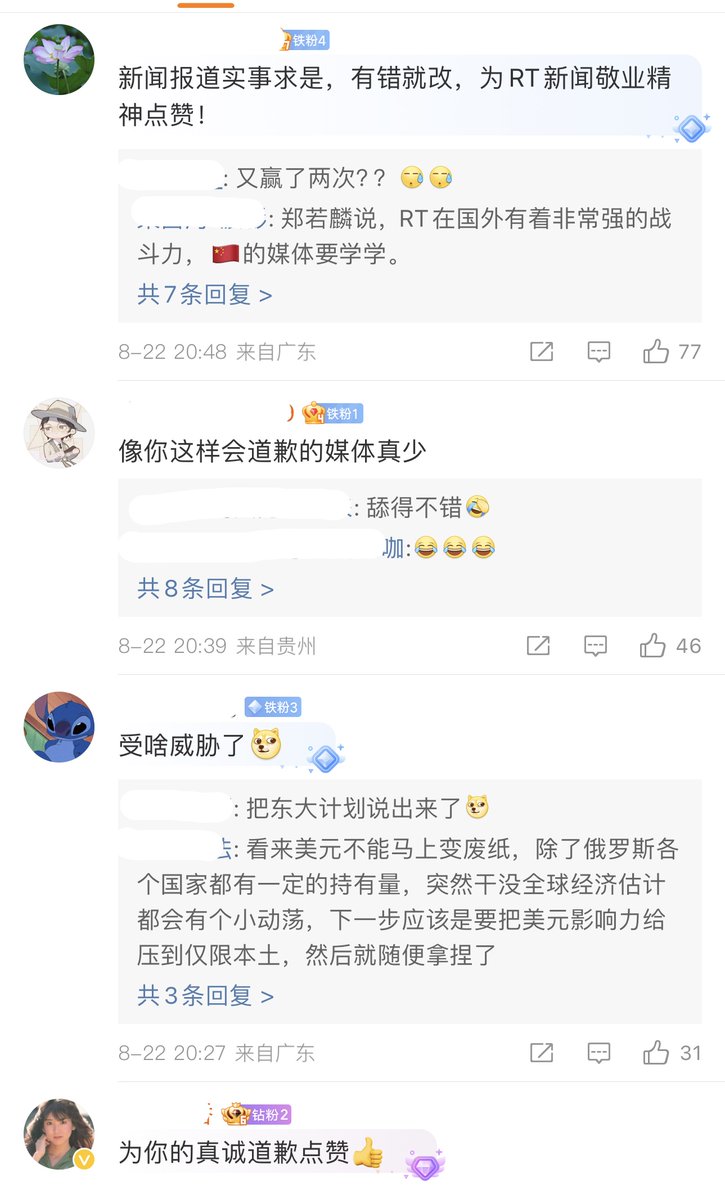 铁粉4
新闻报道实事求是，有错就改，为RT新闻敬业精
神点赞！
: 又赢了两次？？
: 郑若麟说，RT在国外有着非常强的战
斗力，的媒体要学学。
共7条回复 >
8-22 20:48 来自广东
77
铁粉1
像你这样会道歉的媒体真少
: 舔得不错
咖:
共8条回复 >
8-22 20:39 来自贵州
46
铁粉3
受啥威胁了
: 把东大计划说出来了
: 看来美元不能马上变废纸，除了俄罗斯各
个国家都有一定的持有量，突然干没全球经济估计
都会有个小动荡，下一步应该是要把美元影响力给
压到仅限本土，然后就随便拿捏了
共3条回复 >
8-22 20:27 来自广东
31
钻粉2
为你的真诚道歉点赞